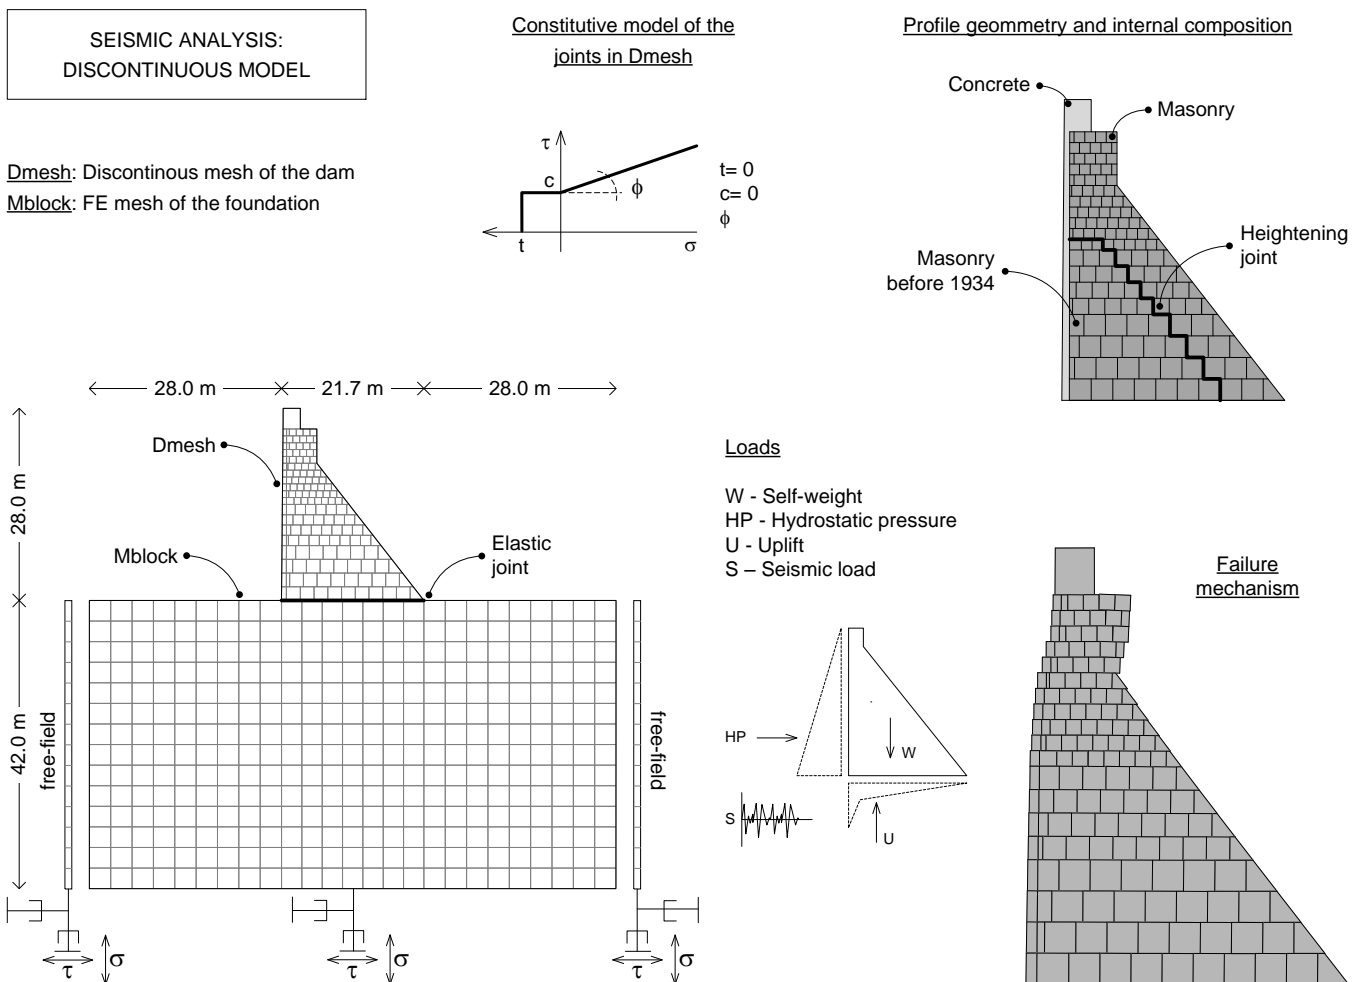 SEISMIC ANALYSIS:
DISCONTINUOUS MODEL
Dmesh: Discontinous mesh of the dam
Mblock: FE mesh of the foundation
Constitutive model of the
joints in Dmesh
τ
c
ϕ
t
σ
t= 0
c= 0
ϕ
Profile geommetry and internal composition
Concrete
Masonry
Masonry
before 1934
Heightening
joint
28.0 m
21.7 m
28.0 m
28.0 m
42.0 m
Dmesh
Mblock
Elastic
joint
free-field
free-field
τ
σ
τ
σ
τ
σ
Loads
W - Self-weight
HP - Hydrostatic pressure
U - Uplift
S – Seismic load
HP
W
S
U
Failure
mechanism